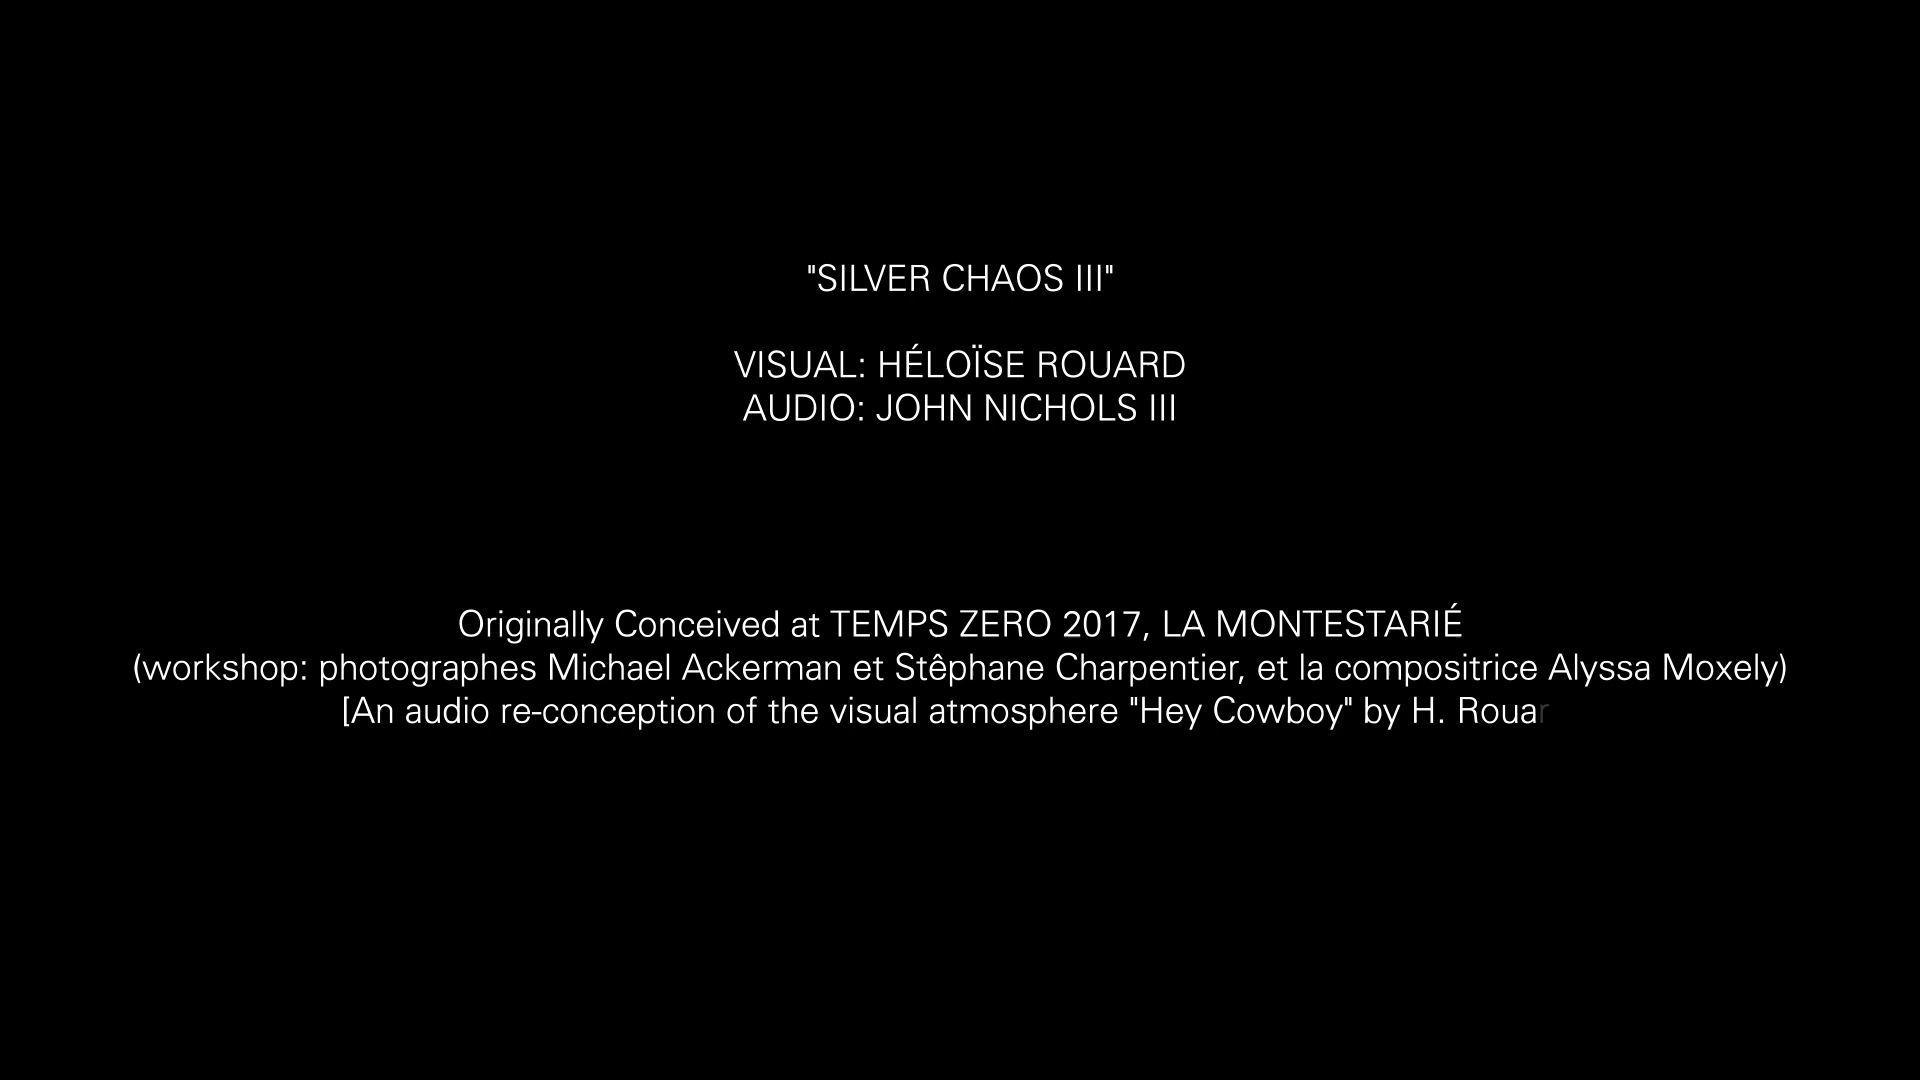 "SILVER CHAOS III"
VISUAL: HÉLOÏSE ROUARD
AUDIO: JOHN NICHOLS III
Originally Conceived at TEMPS ZERO 2017, LA MONTESTARIÉ
(workshop: photographes Michael Ackerman et Stêphane Charpentier, et la compositrice Alyssa Moxely)
[An audio re-conception of the visual atmosphere "Hey Cowboy" by H. Rouar